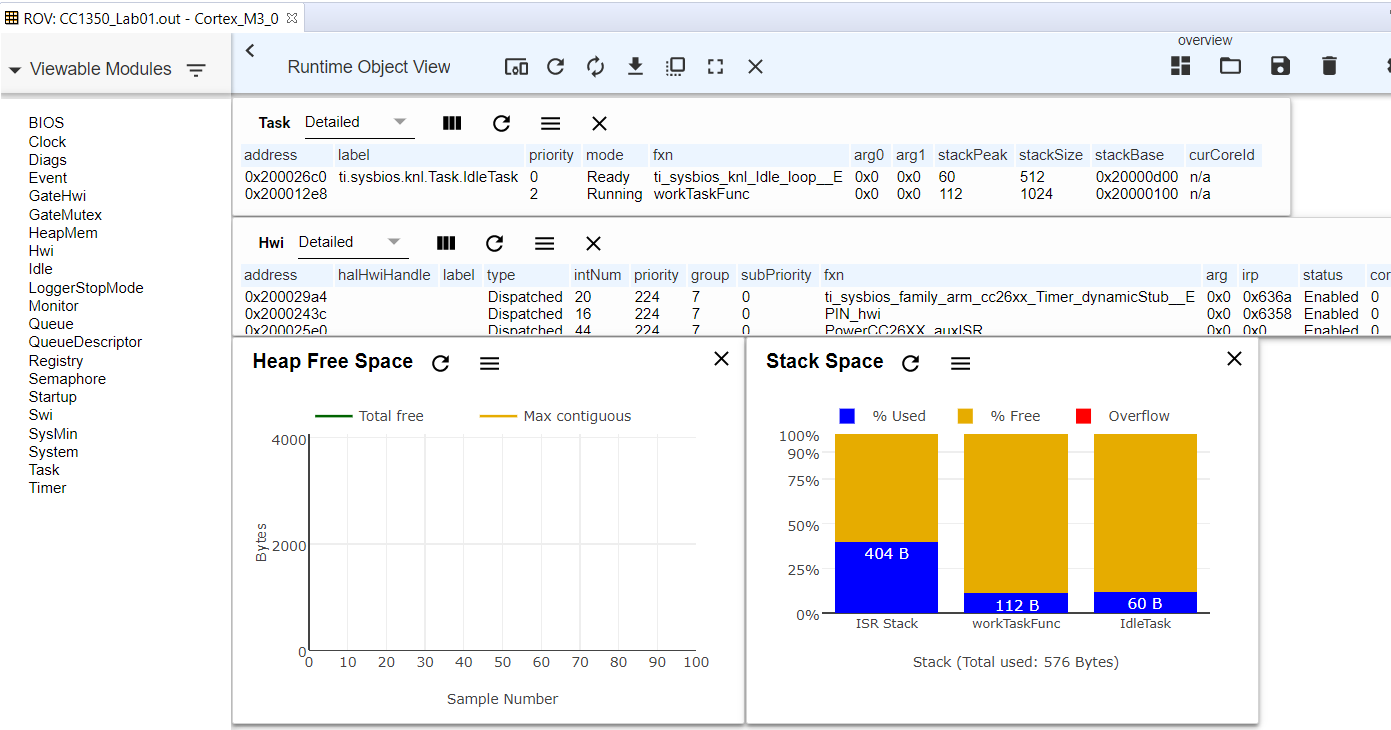 ROV: CC1350_Lab01.out - Cortex_M3_0
overview
Viewable Modules
Runtime Object View
BIOS
Clock
Diags
Event
GateHwi
GateMutex
HeapMem
Hwi
Idle
LoggerStopMode
Monitor
Queue
QueueDescriptor
Registry
Semaphore
Startup
Swi
SysMin
System
Task
Timer
Task Detailed
address label priority mode fxn arg0 arg1 stackPeak stackSize stackBase curCoreId
0x200026c0 ti.sysbios.knl.Task.IdleTask 0 Ready ti_sysbios_knl_Idle_loop__E 0x0 0x0 60 512 0x20000d00 n/a
0x200012e8 2 Running workTaskFunc 0x0 0x0 112 1024 0x20000100 n/a
Hwi Detailed
address halHwiHandle label type intNum priority group subPriority fxn arg irp status cor
0x200029a4 Dispatched 20 224 7 0 ti_sysbios_family_arm_cc26xx_Timer_dynamicStub__E 0x0 0x636a Enabled 0
0x2000243c Dispatched 16 224 7 0 PIN_hwi 0x0 0x6358 Enabled 0
0x200025e0 Dispatched 44 224 7 0 PowerCC26XX_auxISR 0x0 0x0 Enabled 0
Heap Free Space
Total free Max contiguous
4000
2000
0
Bytes
0 10 20 30 40 50 60 70 80 90 100
Sample Number
Stack Space
% Used % Free Overflow
100%
90%
75%
50%
25%
0%
404 B
112 B
60 B
ISR Stack workTaskFunc IdleTask
Stack (Total used: 576 Bytes)